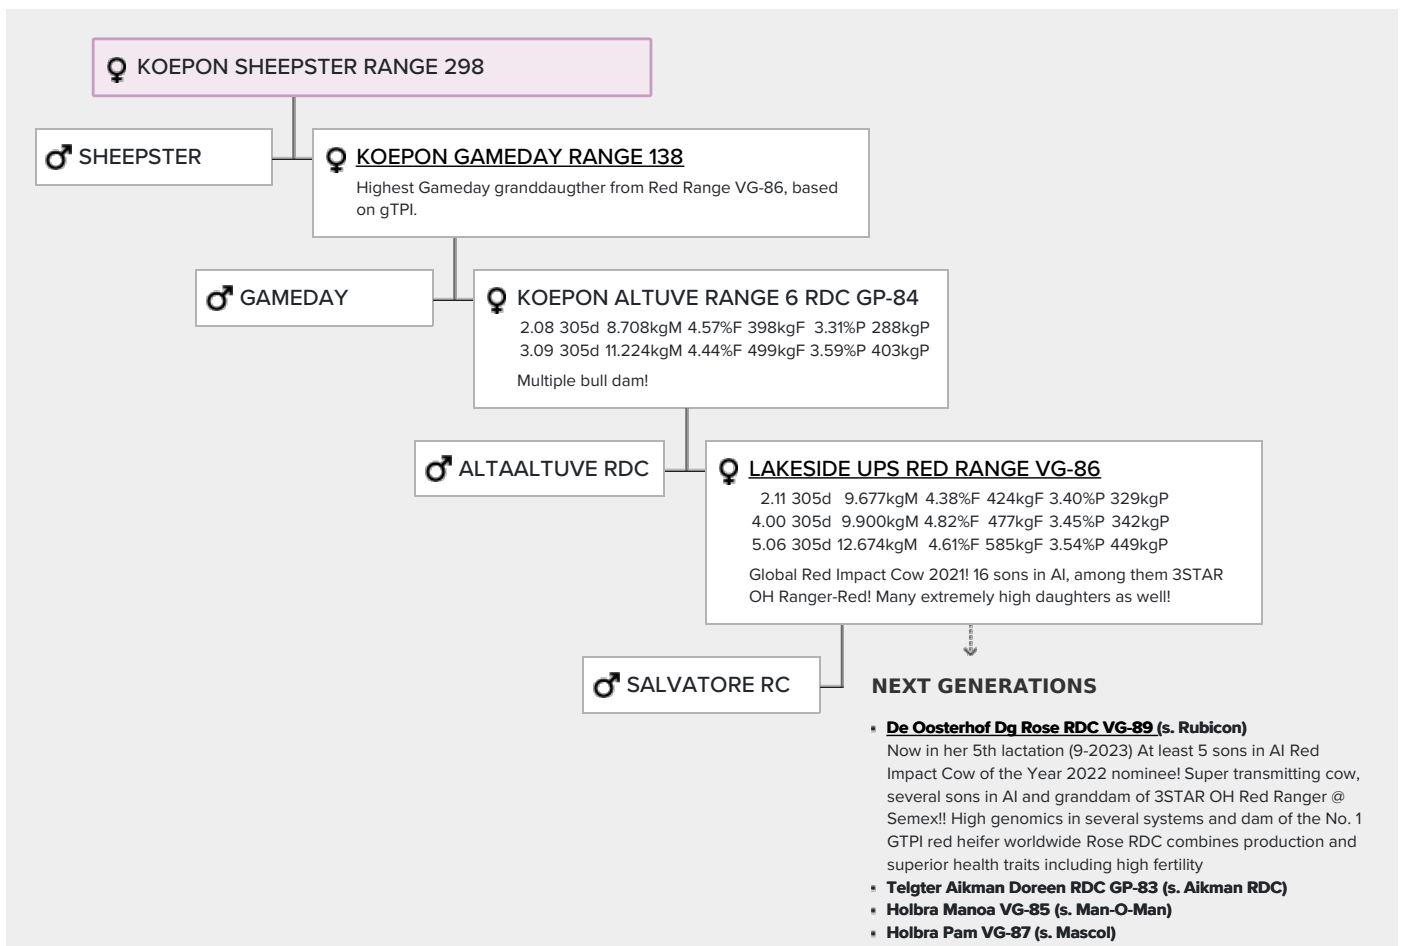 KOEPON SHEEPSTER RANGE 298
SHEEPSTER
KOEPON GAMEDAY RANGE 138
Highest Gameday granddaugther from Red Range VG-86, based
on gTPI.
GAMEDAY
KOEPON ALTUVE RANGE 6 RDC GP-84
2.08 305d 8.708kgM 4.57%F 398kgF 3.31%P 288kgP
3.09 305d 11.224kgM 4.44%F 499kgF 3.59%P 403kgP
Multiple bull dam!
ALTAALTUVE RDC
LAKESIDE UPS RED RANGE VG-86
2.11 305d 9.677kgM 4.38%F 424kgF 3.40%P 329kgP
4.00 305d 9.900kgM 4.82%F 477kgF 3.45%P 342kgP
5.06 305d 12.674kgM 4.61%F 585kgF 3.54%P 449kgP
Global Red Impact Cow 2021! 16 sons in AI, among them 3STAR
OH Ranger-Red! Many extremely high daughters as well!
SALVATORE RC
NEXT GENERATIONS
De Oosterhof Dg Rose RDC VG-89 (s. Rubicon)
Now in her 5th lactation (9-2023) At least 5 sons in AI Red
Impact Cow of the Year 2022 nominee! Super transmitting cow,
several sons in AI and granddam of 3STAR OH Red Ranger @
Semex!! High genomics in several systems and dam of the No. 1
GTPI red heifer worldwide Rose RDC combines production and
superior health traits including high fertility
Telgter Aikman Doreen RDC GP-83 (s. Aikman RDC)
Holbra Manoa VG-85 (s. Man-O-Man)
Holbra Pam VG-87 (s. Mascol)